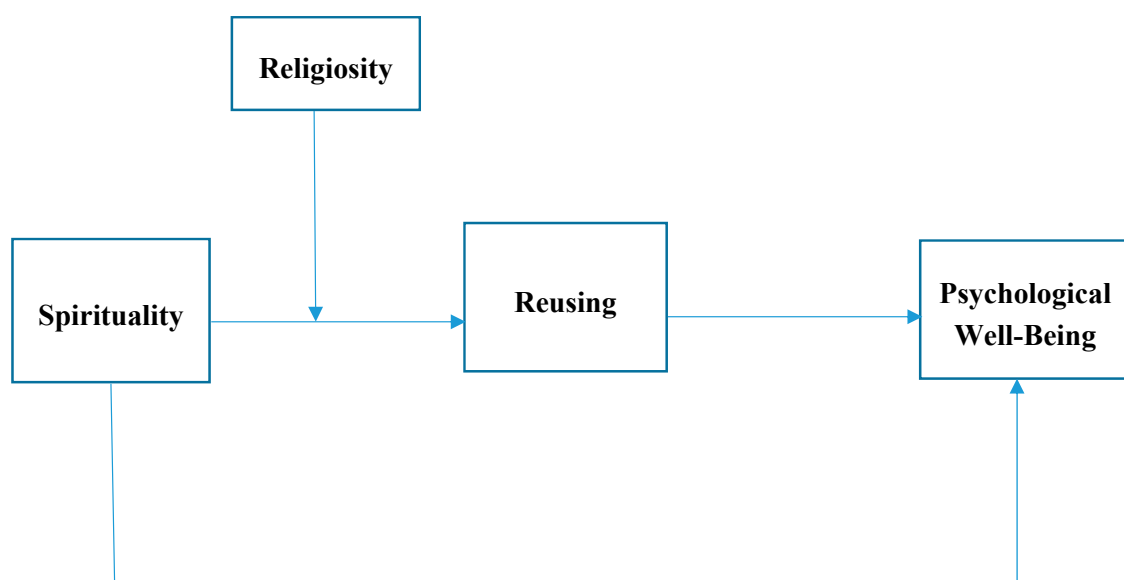 Religiosity
Spirituality
Reusing
Psychological
Well-Being